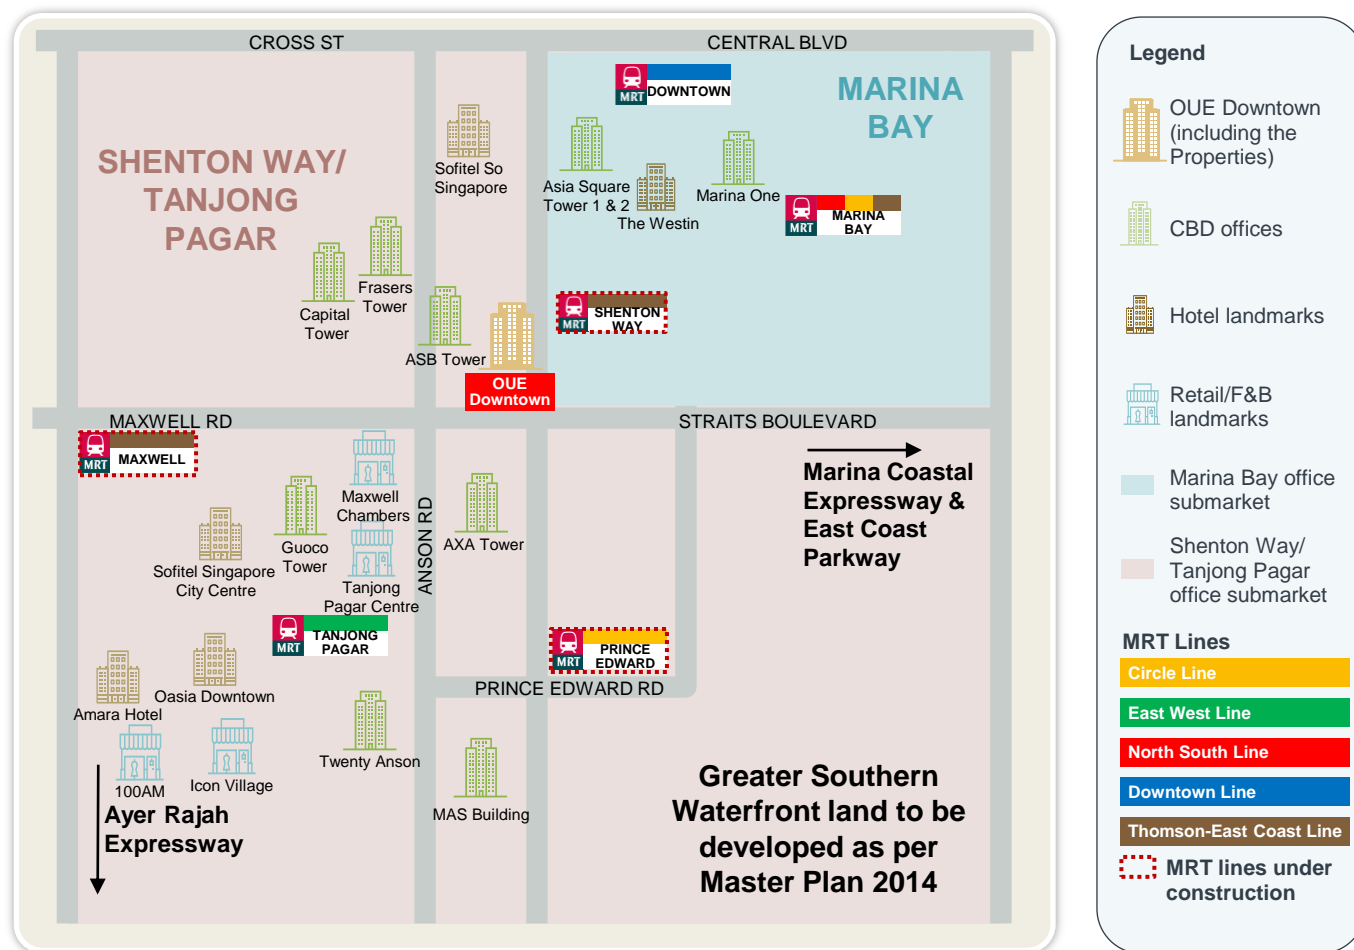 CROSS ST
CENTRAL BLVD
MRT
DOWNTOWN
MARINA
BAY
SHENTON WAY/
TANJONG
PAGAR
Sofitel So
Singapore
Asia Square
Tower 1 & 2
The Westin
Marina One
MRT
MARINA
BAY
Frasers
Tower
Capital
Tower
ASB Tower
MRT
SHENTON
WAY
OUE
Downtown
MAXWELL RD
STRAITS BOULEVARD
MRT
MAXWELL
Maxwell
Chambers
Marina Coastal
Expressway &
East Coast
Parkway
ANSON RD
Guoco
Tower
AXA Tower
Sofitel Singapore
City Centre
Tanjong
Pagar Centre
MRT
TANJONG
PAGAR
MRT
PRINCE
EDWARD
PRINCE EDWARD RD
Oasia Downtown
Amara Hotel
Twenty Anson
Icon Village
100AM
MAS Building
Ayer Rajah
Expressway
Greater Southern
Waterfront land to be
developed as per
Master Plan 2014
Legend
OUE Downtown
(including the
Properties)
CBD offices
Hotel landmarks
Retail/F&B
landmarks
Marina Bay office
submarket
Shenton Way/
Tanjong Pagar
office submarket
MRT Lines
Circle Line
East West Line
North South Line
Downtown Line
Thomson-East Coast Line
MRT lines under
construction